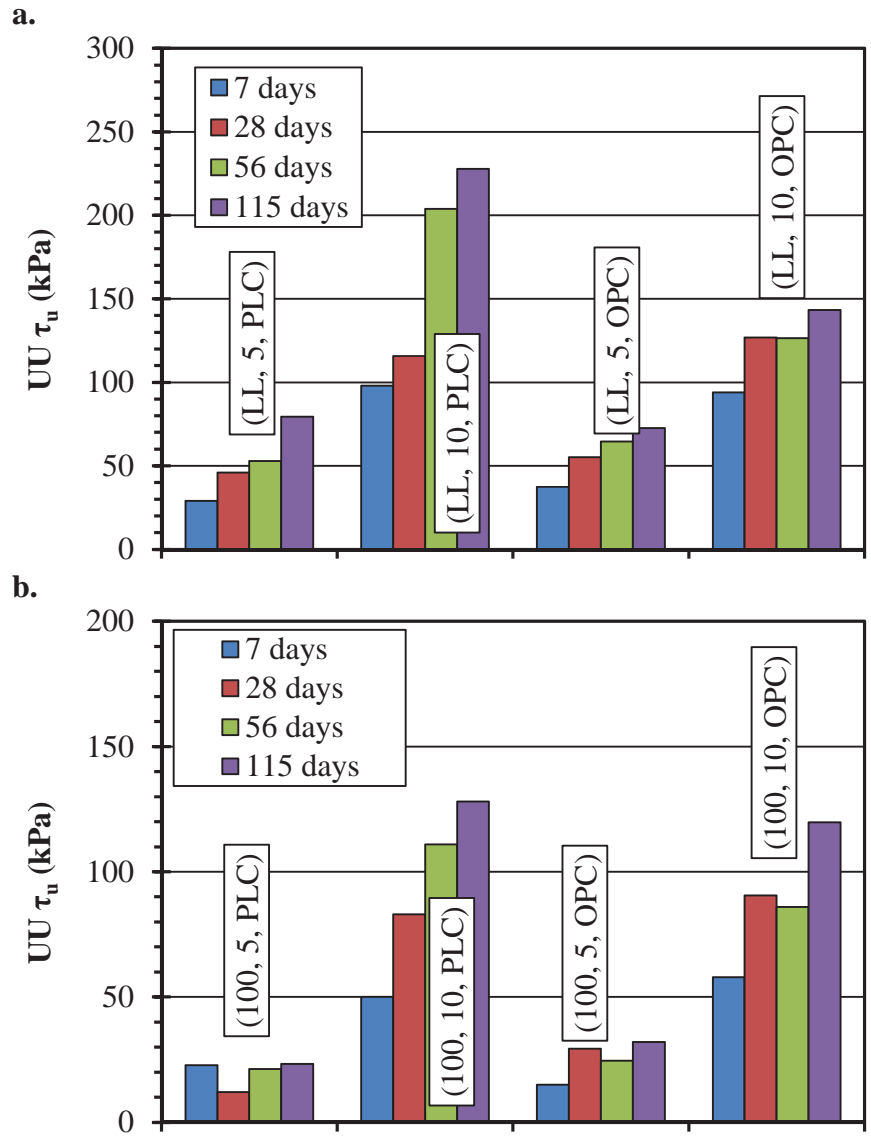 a.
300
250
200
150
100
50
0
UU τu (kPa)
7 days
28 days
56 days
115 days
(LL, 5, PLC)
(LL, 10, PLC)
(LL, 5, OPC)
(LL, 10, OPC)
b.
200
150
100
50
0
UU τu (kPa)
7 days
28 days
56 days
115 days
(100, 5, PLC)
(100, 10, PLC)
(100, 5, OPC)
(100, 10, OPC)